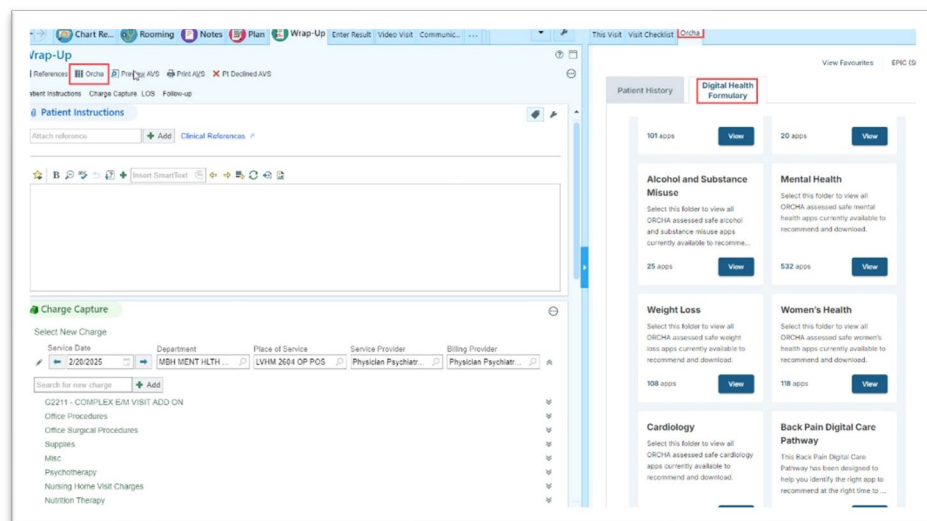 Chart Re... Rooming Notes Plan Wrap-Up Enter Result Video Visit Communic... ...
Wrap-Up
References Orcha Preview AVS Print AVS Pt Declined AVS
Patient Instructions Charge Capture LOS Follow-up
Patient Instructions
Attach reference Add Clinical References
B Insert SmartText
Charge Capture
Select New Charge
Service Date Department Place of Service Service Provider Billing Provider
2/20/2025 MBH MENT HLTH ... LVHM 2604 OP POS Physician Psychiatr... Physician Psychiatr...
Search for new charge Add
G2211 - COMPLEX E/M VISIT ADD ON
Office Procedures
Office Surgical Procedures
Supplies
Misc
Psychotherapy
Nursing Home Visit Charges
Nutrition Therapy
This Visit Visit Checklist Orcha
View Favourites EPIC
Patient History
Digital Health
Formulary
101 apps View
20 apps View
Alcohol and Substance
Misuse
Select this folder to view all
ORCHA assessed safe alcohol
and substance misuse apps
currently available to recomme...
25 apps View
Mental Health
Select this folder to view all
ORCHA assessed safe mental
health apps currently available to
recommend and download.
532 apps View
Weight Loss
Select this folder to view all
ORCHA assessed safe weight
loss apps currently available to
recommend and download.
108 apps View
Women's Health
Select this folder to view all
ORCHA assessed safe women's
health apps currently available to
recommend and download.
118 apps View
Cardiology
Select this folder to view all
ORCHA assessed safe cardiology
apps currently available to
recommend and download.
Back Pain Digital Care
Pathway
This Back Pain Digital Care
Pathway has been designed to
help you identify the right app to
recommend at the right time to ...